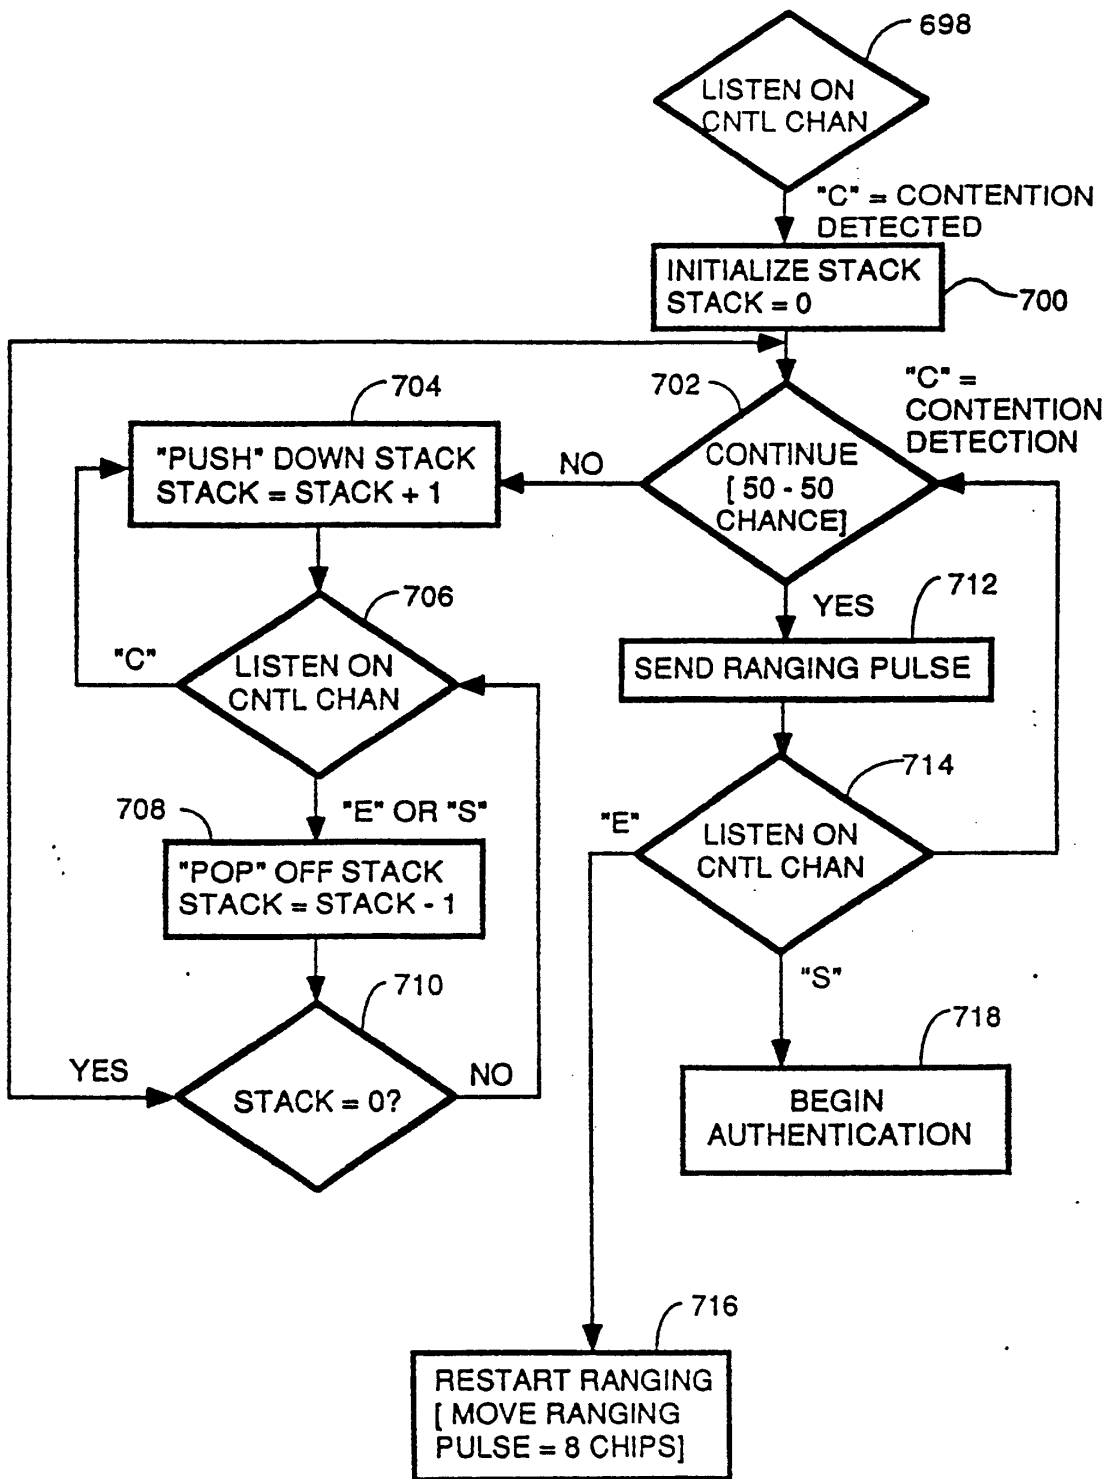 698
LISTEN ON
CNTL CHAN
"C" = CONTENTION
DETECTED
INITIALIZE STACK
STACK = 0
700
702
"C" =
CONTENTION
DETECTION
704
"PUSH" DOWN STACK
STACK = STACK + 1
NO
CONTINUE
[ 50 - 50
CHANCE]
706
YES
712
"C"
LISTEN ON
CNTL CHAN
SEND RANGING PULSE
714
708
"E" OR "S"
"E"
LISTEN ON
CNTL CHAN
"POP" OFF STACK
STACK = STACK - 1
"S"
710
718
YES
STACK = 0?
NO
BEGIN
AUTHENTICATION
716
RESTART RANGING
[ MOVE RANGING
PULSE = 8 CHIPS]